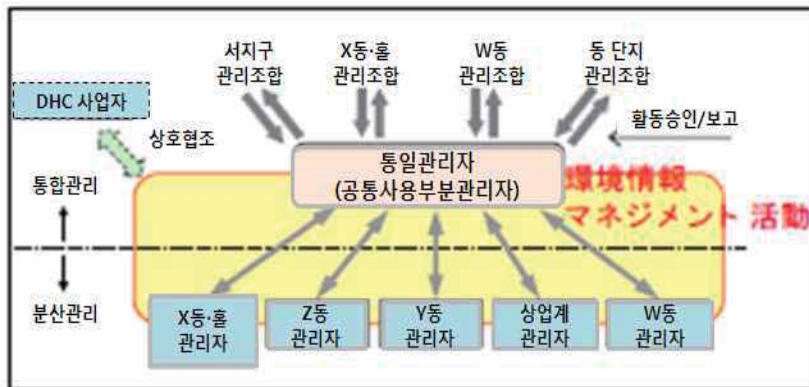 서지구
관리조합
X동·홀
관리조합
W동
관리조합
동 단지
관리조합
DHC 사업자
상호협조
활동승인/보고
통일관리자
(공통사용부분관리자)
環境情報
マネジメント 活動
통합관리
분산관리
X동·홀
관리자
Z동
관리자
Y동
관리자
상업계
관리자
W동
관리자